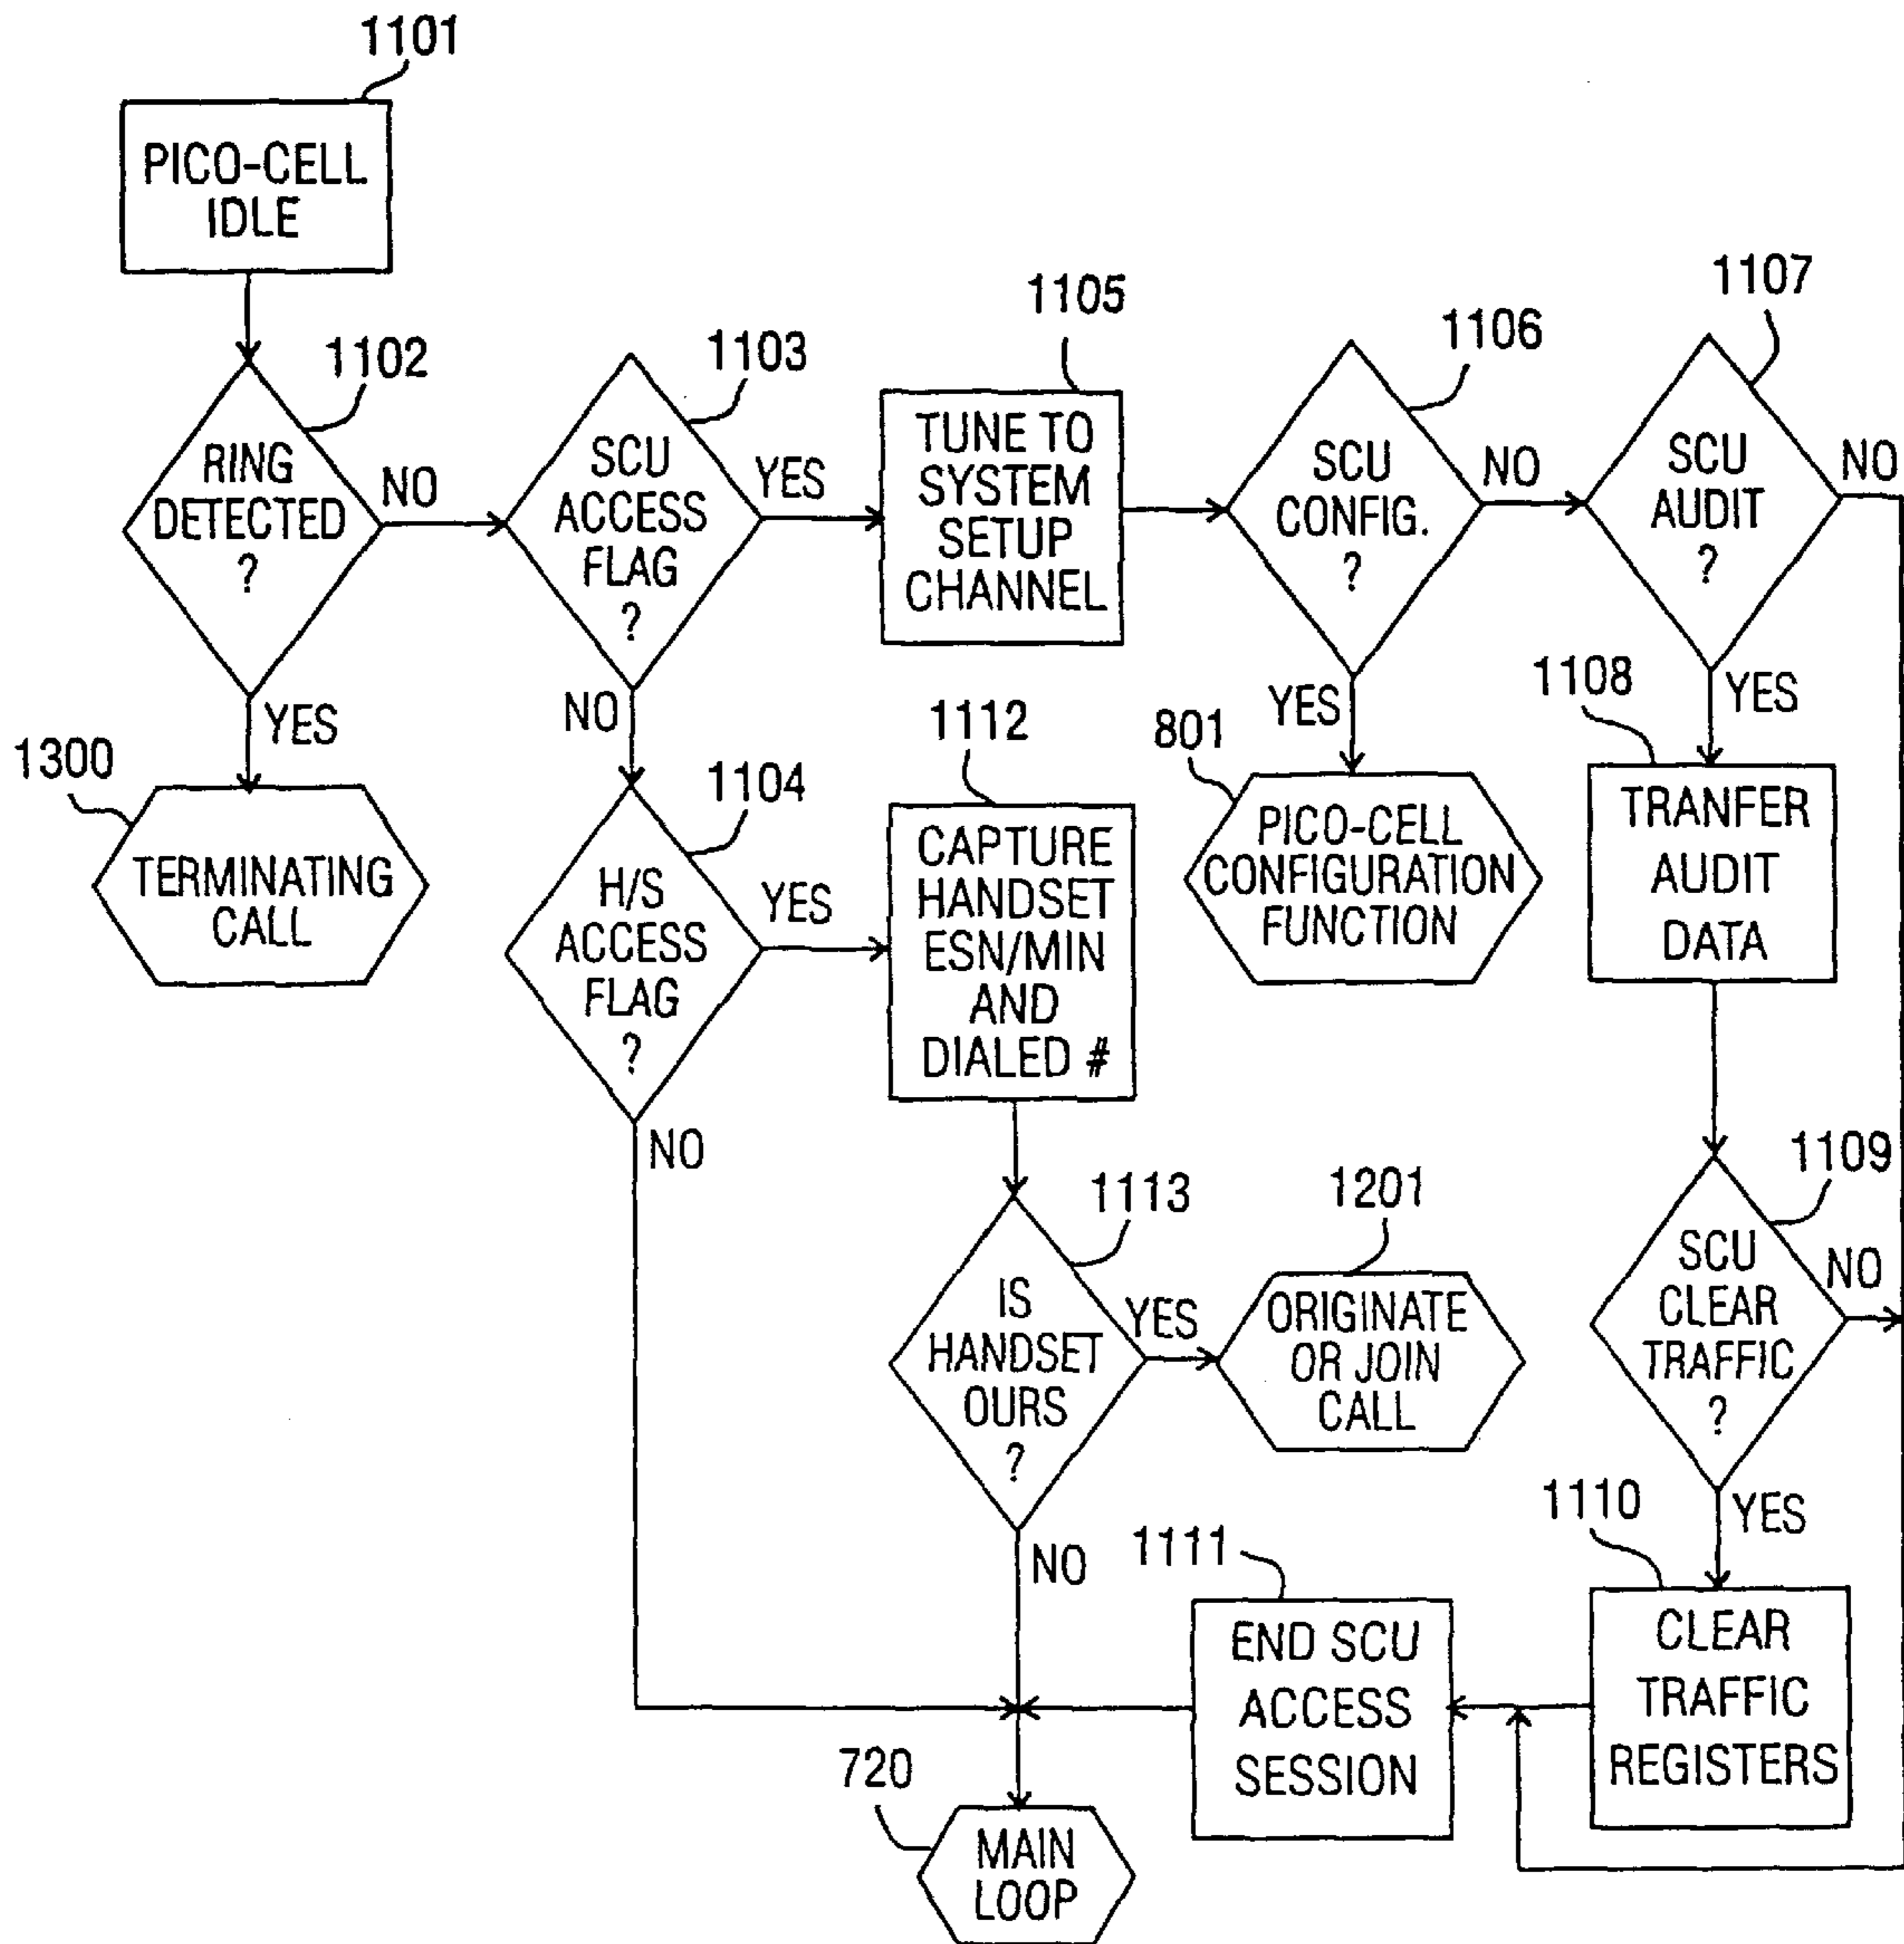 1101
PICO-CELL
IDLE
1102
RING
DETECTED
?
NO
YES
1300
TERMINATING
CALL
1103
SCU
ACCESS
FLAG
?
YES
NO
1105
TUNE TO
SYSTEM
SETUP
CHANNEL
1106
SCU
CONFIG.
?
NO
YES
801
PICO-CELL
CONFIGURATION
FUNCTION
1107
SCU
AUDIT
?
NO
YES
1108
TRANFER
AUDIT
DATA
1104
H/S
ACCESS
FLAG
?
YES
NO
1112
CAPTURE
HANDSET
ESN/MIN
AND
DIALED #
1113
IS
HANDSET
OURS
?
YES
NO
1201
ORIGINATE
OR JOIN
CALL
1109
SCU
CLEAR
TRAFFIC
?
NO
YES
1110
CLEAR
TRAFFIC
REGISTERS
1111
END SCU
ACCESS
SESSION
720
MAIN
LOOP